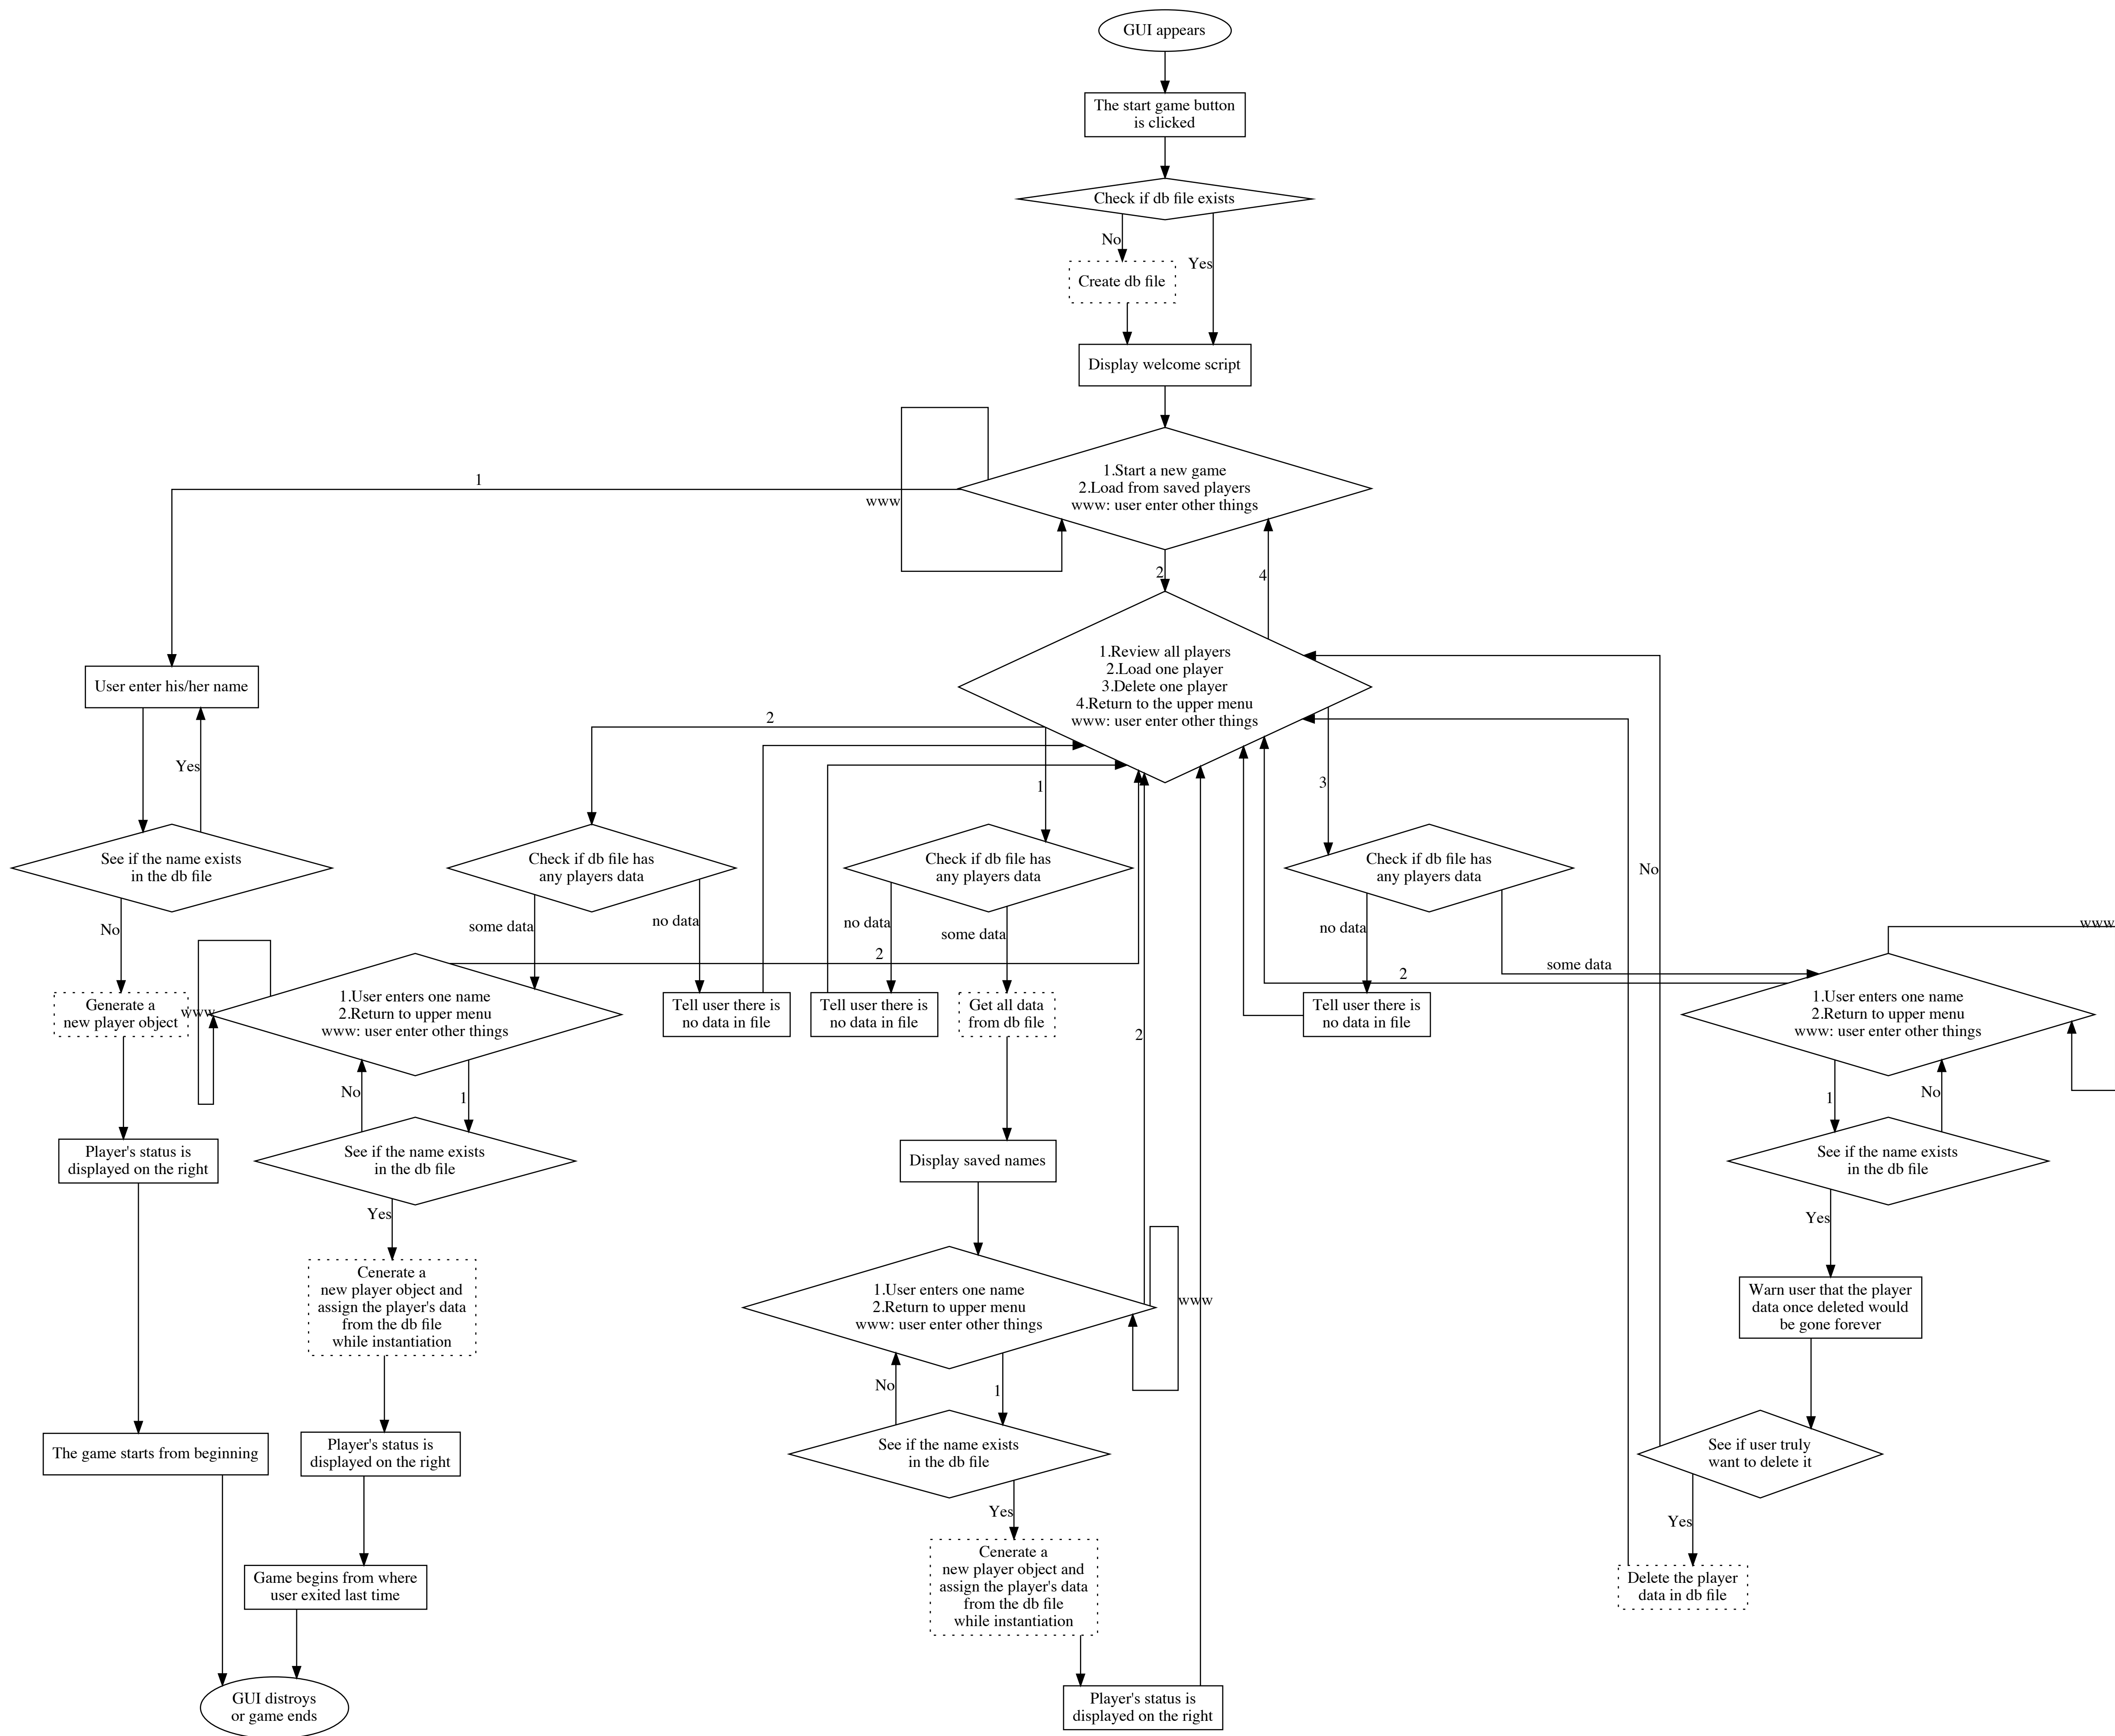 GUI appears
The start game button
is clicked
Check if db file exists
No
Yes
Create db file
Display welcome script
1.Start a new game
2.Load from saved players
www: user enter other things
1
www
2
4
1.Review all players
2.Load one player
3.Delete one player
4.Return to the upper menu
www: user enter other things
User enter his/her name
Yes
2
1
3
See if the name exists
in the db file
Check if db file has
any players data
Check if db file has
any players data
Check if db file has
any players data
No
No
some data
no data
no data
some data
no data
some data
www
2
2
Generate a
new player object
www
1.User enters one name
2.Return to upper menu
www: user enter other things
Tell user there is
no data in file
Tell user there is
no data in file
Get all data
from db file
Tell user there is
no data in file
1.User enters one name
2.Return to upper menu
www: user enter other things
2
No
1
1
No
Player's status is
displayed on the right
See if the name exists
in the db file
Display saved names
See if the name exists
in the db file
Yes
Yes
Cenerate a
new player object and
assign the player's data
from the db file
while instantiation
1.User enters one name
2.Return to upper menu
www: user enter other things
www
Warn user that the player
data once deleted would
be gone forever
No
1
The game starts from beginning
Player's status is
displayed on the right
See if the name exists
in the db file
See if user truly
want to delete it
Yes
Yes
Game begins from where
user exited last time
Cenerate a
new player object and
assign the player's data
from the db file
while instantiation
Delete the player
data in db file
GUI distroys
or game ends
Player's status is
displayed on the right